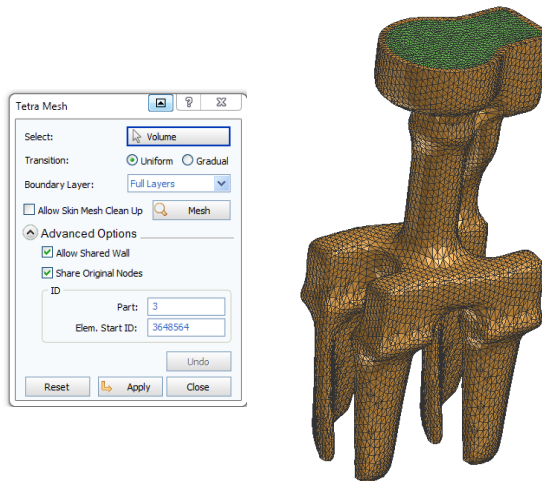 Tetra Mesh
Select: Volume
Transition: Uniform Gradual
Boundary Layer: Full Layers
Allow Skin Mesh Clean Up Mesh
Advanced Options
Allow Shared Wall
Share Original Nodes
ID
Part: 3
Elem. Start ID: 3648564
Undo
Reset Apply Close